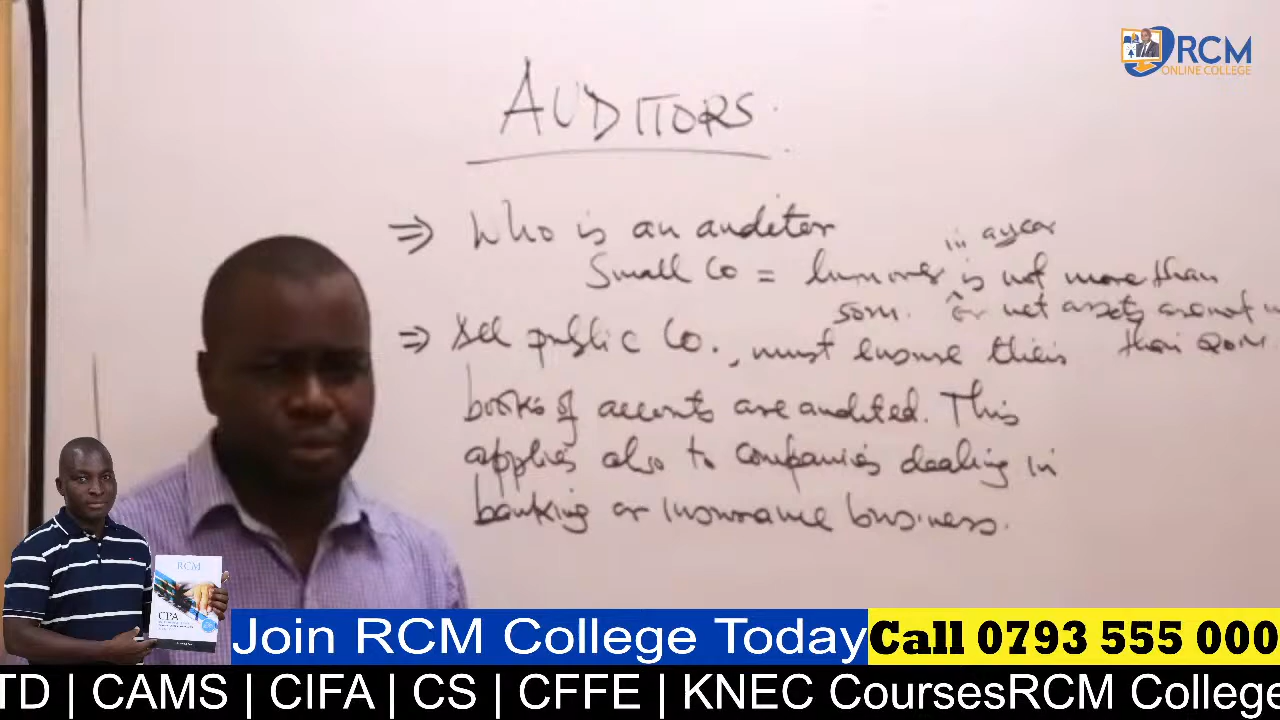 RCM
ONLINE COLLEGE
AUDITORS
⇒ Who is an auditor
in a year
Small Co = turnover is not more than
50m. or net assets are not
than 20M.
⇒ All public Co., must ensure their
books of accounts are audited. This
applies also to companies dealing in
banking or insurance business.
RCM
CPA
Join RCM College Today
Call 0793 555 000
TD | CAMS | CIFA | CS | CFFE | KNEC CoursesRCM College